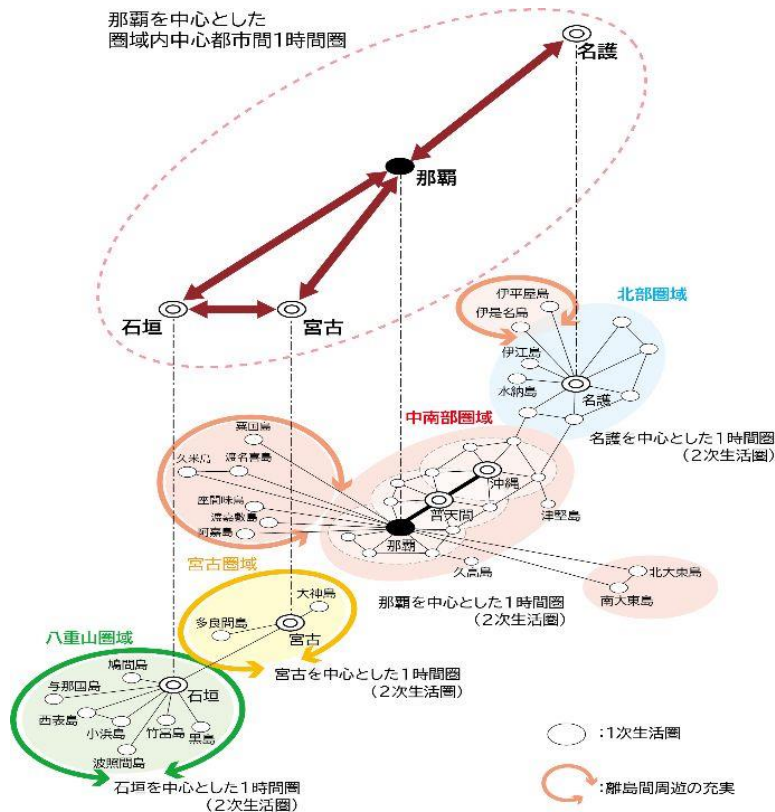 那覇を中心とした
圏域内中心都市間1時間圏
名護
那覇
石垣
宮古
北部圏域
伊平屋島
伊是名島
伊江島
水納島
名護
名護を中心とした1時間圏
（2次生活圏）
中南部圏域
粟国島
久米島
渡名喜島
座間味島
渡嘉敷島
阿嘉島
沖縄
普天間
那覇
津堅島
久高島
北大東島
南大東島
那覇を中心とした1時間圏
（2次生活圏）
宮古圏域
大神島
多良間島
宮古
宮古を中心とした1時間圏
（2次生活圏）
八重山圏域
鳩間島
与那国島
石垣
西表島
小浜島
竹富島
黒島
波照間島
石垣を中心とした1時間圏
（2次生活圏）
：1次生活圏
：離島間周遊の充実